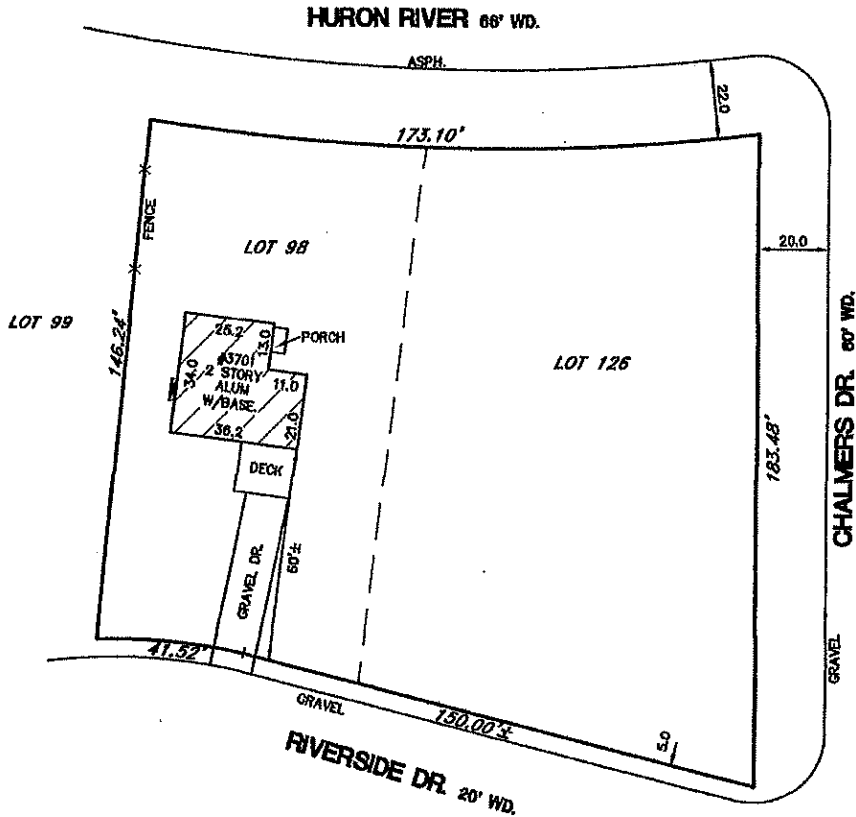 HURON RIVER 66' WD.
ASPH.
22.0
173.10'
FENCE
LOT 98
20.0
LOT 99
146.24'
25.2
13.0
PORCH
#3701
2 STORY
ALUM
W/BASE.
34.0
11.0
36.2
21.0
LOT 126
183.48'
CHALMERS DR. 60' WD.
DECK
GRAVEL DR.
60'±
GRAVEL
41.52'
GRAVEL
150.00'±
5.0
RIVERSIDE DR. 20' WD.